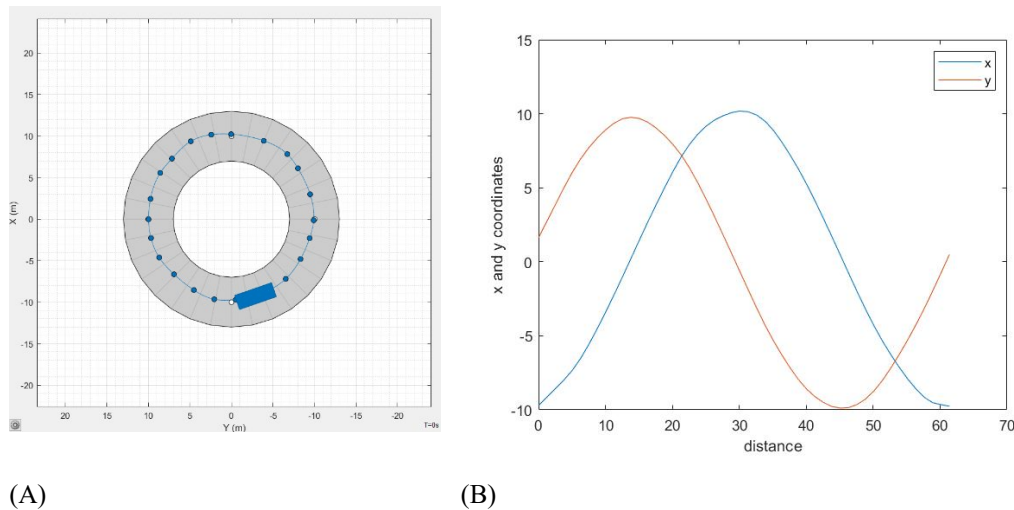 X (m)
20
15
10
5
0
-5
-10
-15
-20
20 15 10 5 0 -5 -10 -15 -20
Y (m)
T=0s
(A)
x and y coordinates
15
10
5
0
-5
-10
0 10 20 30 40 50 60 70
distance
x
y
(B)